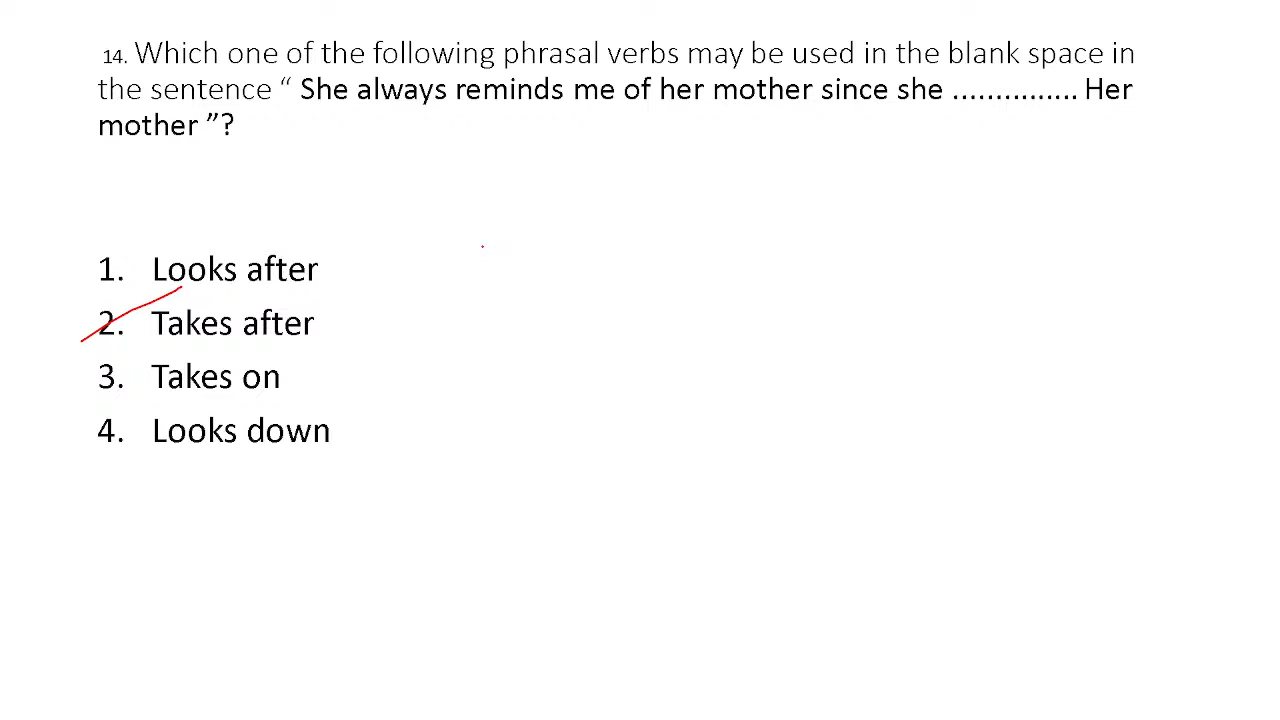 14. Which one of the following phrasal verbs may be used in the blank space in
the sentence “ She always reminds me of her mother since she ............... Her
mother ”?
1. Looks after
2. Takes after
3. Takes on
4. Looks down